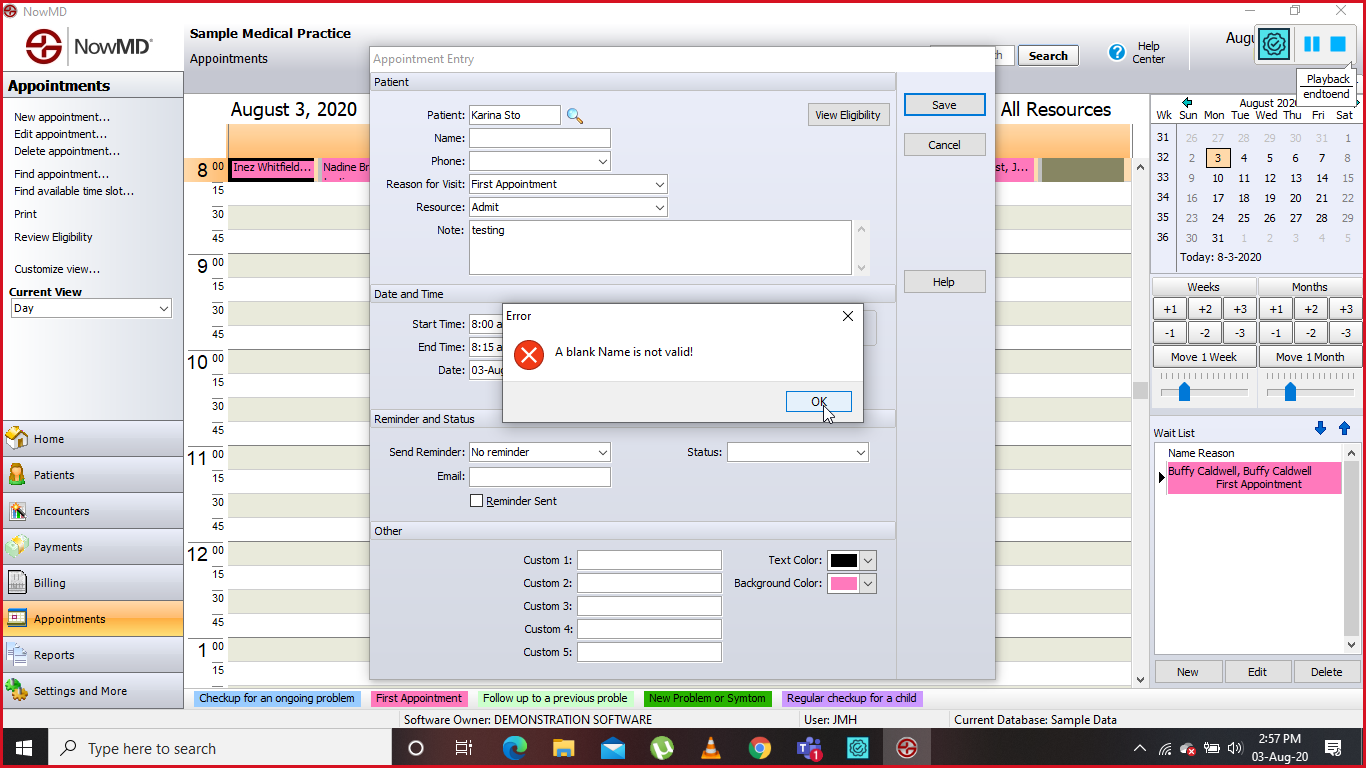 NowMD
NowMD®
Sample Medical Practice
Appointments
Search
Help
Center
Playback
endtoend
Appointments
New appointment...
Edit appointment...
Delete appointment...
Find appointment...
Find available time slot...
Print
Review Eligibility
Customize view...
Current View
Day
Home
Patients
Encounters
Payments
Billing
Appointments
Reports
Settings and More
August 3, 2020
All Resources
8 00
15
30
45
9 00
15
30
45
10 00
15
30
45
11 00
15
30
45
12 00
15
30
45
1 00
15
Inez Whitfield...
Nadine Br
Appointment Entry
Patient
Patient: Karina Sto
View Eligibility
Name:
Phone:
Reason for Visit: First Appointment
Resource: Admit
Note: testing
Save
Cancel
Help
Date and Time
Start Time: 8:00 a
End Time: 8:15 a
Date: 03-Aug
Error
A blank Name is not valid!
OK
Reminder and Status
Send Reminder: No reminder
Status:
Email:
Reminder Sent
Other
Custom 1:
Custom 2:
Custom 3:
Custom 4:
Custom 5:
Text Color:
Background Color:
August 2020
Wk Sun Mon Tue Wed Thu Fri Sat
31 26 27 28 29 30 31 1
32 2 3 4 5 6 7 8
33 9 10 11 12 13 14 15
34 16 17 18 19 20 21 22
35 23 24 25 26 27 28 29
36 30 31 1 2 3 4 5
Today: 8-3-2020
Weeks Months
+1 +2 +3 +1 +2 +3
-1 -2 -3 -1 -2 -3
Move 1 Week Move 1 Month
Wait List
Name Reason
Buffy Caldwell, Buffy Caldwell
First Appointment
New Edit Delete
Checkup for an ongoing problem
First Appointment
Follow up to a previous proble
New Problem or Symtom
Regular checkup for a child
Software Owner: DEMONSTRATION SOFTWARE
User: JMH
Current Database: Sample Data
Type here to search
1
2:57 PM
03-Aug-20